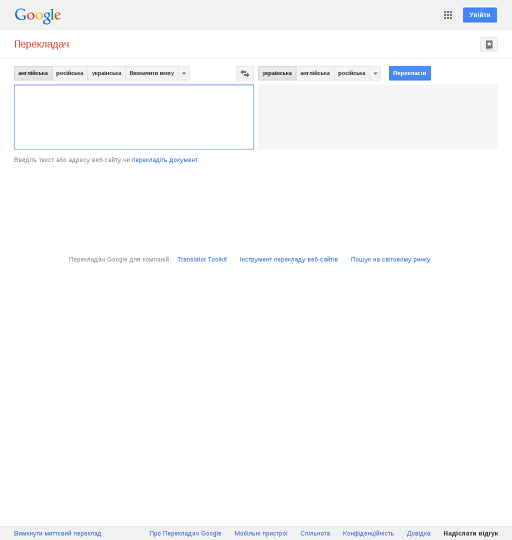 Google Увійти
Перекладач
англійська російська українська Визначити мову українська англійська російська Перекласти
Введіть текст або адресу веб-сайту чи перекладіть документ
Перекладач Google для компаній: Translator Toolkit Інструмент перекладу веб-сайтів Пошук на світовому ринку
Вимкнути миттєвий переклад Про Перекладач Google Мобільні пристрої Спільнота Конфіденційність Довідка Надіслати відгук